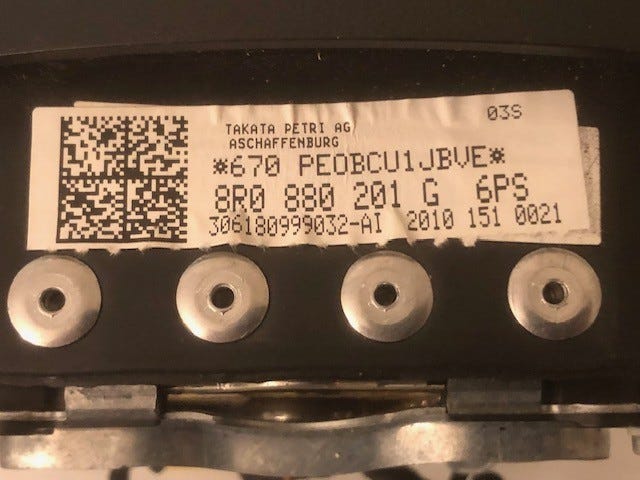 03S
TAKATA PETRI AG
ASCHAFFENBURG
*670 PEOBCU1JBVE*
8R0 880 201 G 6PS
306180999032-AI 2010 151 0021